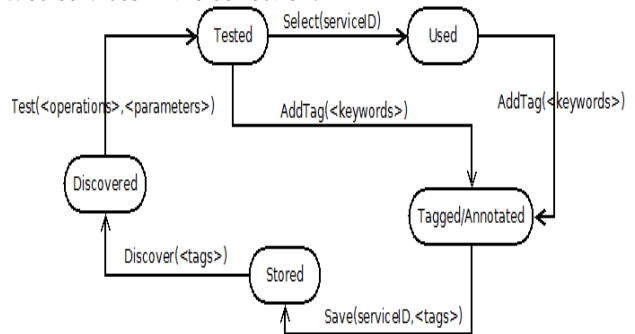 Tested
Select(serviceID)
Used
Test(<operations>,<parameters>)
AddTag(<keywords>)
AddTag(<keywords>)
Discovered
Tagged/Annotated
Discover(<tags>)
Stored
Save(serviceID,<tags>)